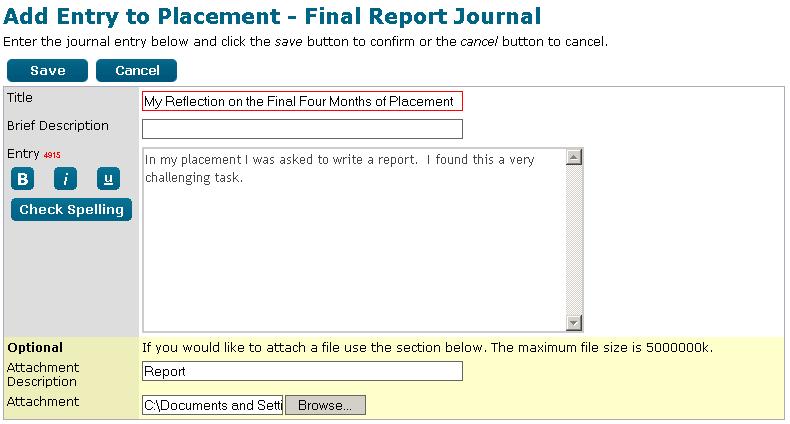 Add Entry to Placement - Final Report Journal
Enter the journal entry below and click the save button to confirm or the cancel button to cancel.
Save Cancel
Title My Reflection on the Final Four Months of Placement
Brief Description
Entry 4915
In my placement I was asked to write a report. I found this a very
challenging task.
B i u
Check Spelling
Optional If you would like to attach a file use the section below. The maximum file size is 5000000k.
Attachment
Description
Report
Attachment C:\Documents and Setti Browse...